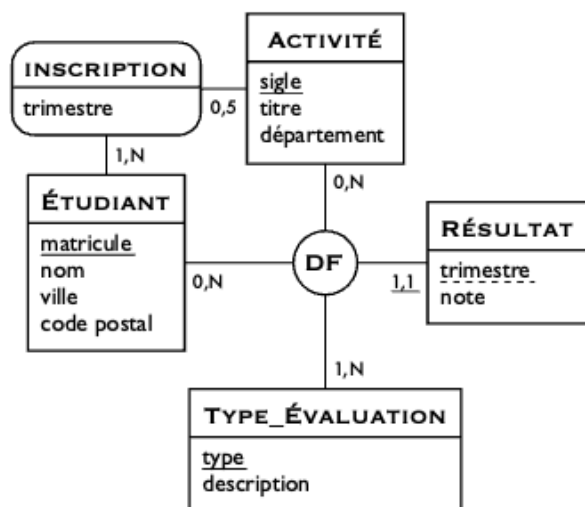 ACTIVITÉ
sigle
titre
département
INSCRIPTION
trimestre
0,5
1,N
0,N
ÉTUDIANT
matricule
nom
ville
code postal
0,N
DF
1,1
RÉSULTAT
trimestre
note
1,N
TYPE_ÉVALUATION
type
description